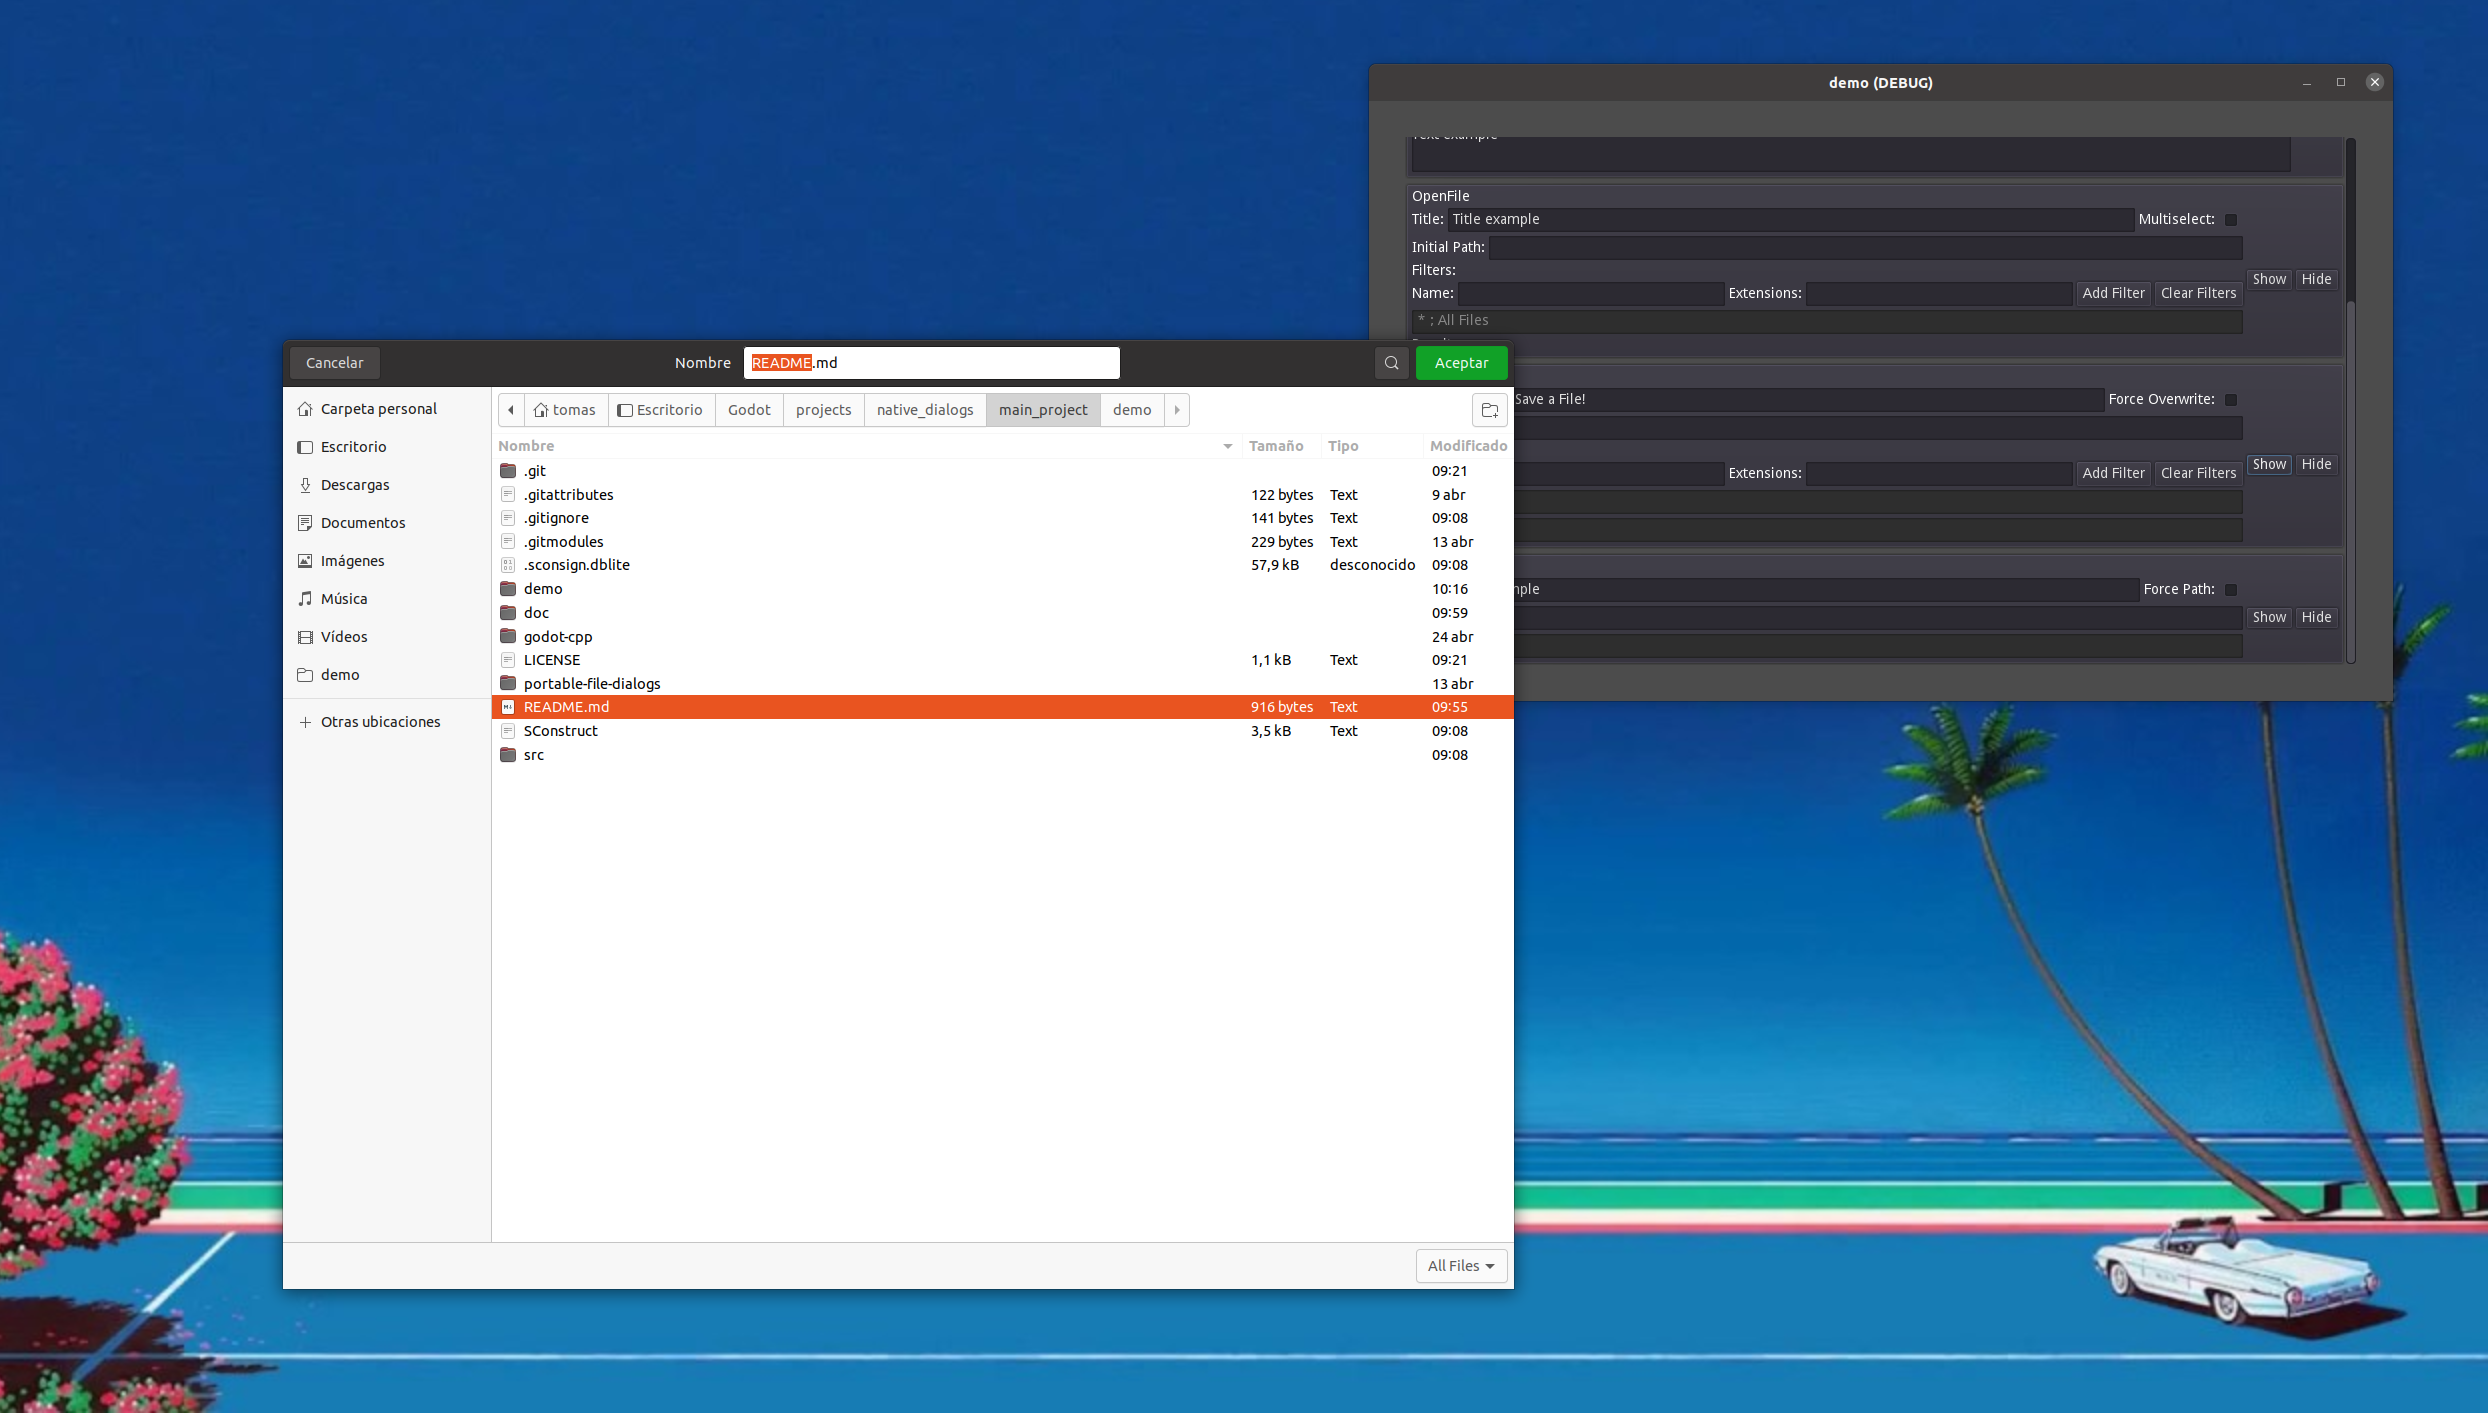 demo (DEBUG)
Text example
OpenFile
Title: Title example Multiselect:
Initial Path:
Filters:
Show Hide
Name: Extensions: Add Filter Clear Filters
* ; All Files
Save a File! Force Overwrite:
Show Hide
Extensions: Add Filter Clear Filters
mple Force Path:
Show Hide
Cancelar Nombre README.md Aceptar
Carpeta personal
Escritorio
Descargas
Documentos
Imágenes
Música
Vídeos
demo
Otras ubicaciones
tomas Escritorio Godot projects native_dialogs main_project demo
Nombre Tamaño Tipo Modificado
.git 09:21
.gitattributes 122 bytes Text 9 abr
.gitignore 141 bytes Text 09:08
.gitmodules 229 bytes Text 13 abr
.sconsign.dblite 57,9 kB desconocido 09:08
demo 10:16
doc 09:59
godot-cpp 24 abr
LICENSE 1,1 kB Text 09:21
portable-file-dialogs 13 abr
README.md 916 bytes Text 09:55
SConstruct 3,5 kB Text 09:08
src 09:08
All Files